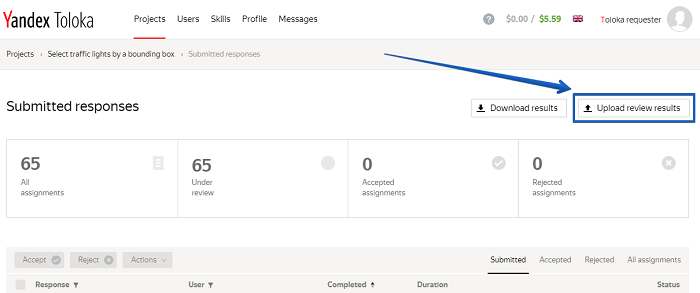 Yandex Toloka Projects Users Skills Profile Messages ? $0.00 / $5.59 Toloka requester
Projects › Select traffic lights by a bounding box › Submitted responses
Submitted responses Download results Upload review results
65 65 0 0
All assignments Under review Accepted assignments Rejected assignments
Accept Reject Actions Submitted Accepted Rejected All assignments
Response User Completed Duration Status